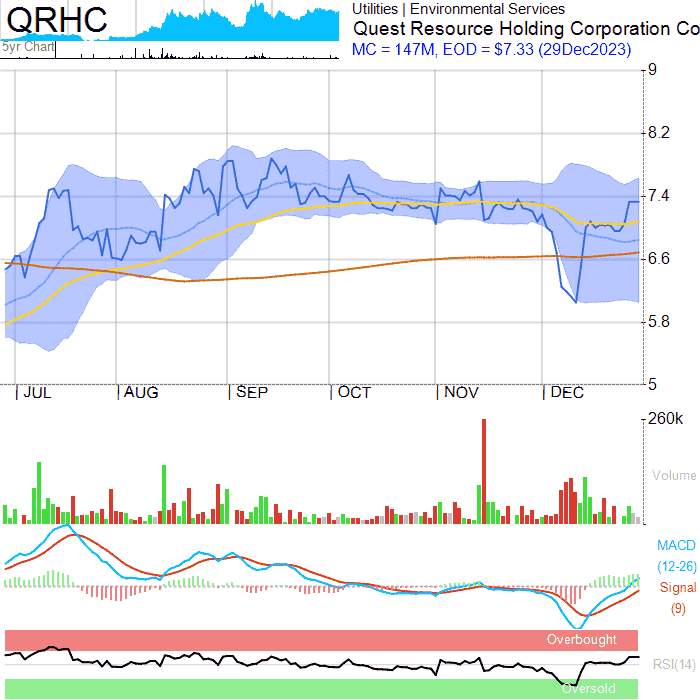 QRHC
5yr Chart
Utilities | Environmental Services
Quest Resource Holding Corporation Co
MC = 147M, EOD = $7.33 (29Dec2023)
9
8.2
7.4
6.6
5.8
5
JUL AUG SEP OCT NOV DEC
260k
Volume
MACD
(12-26)
Signal
(9)
Overbought
RSI(14)
Oversold